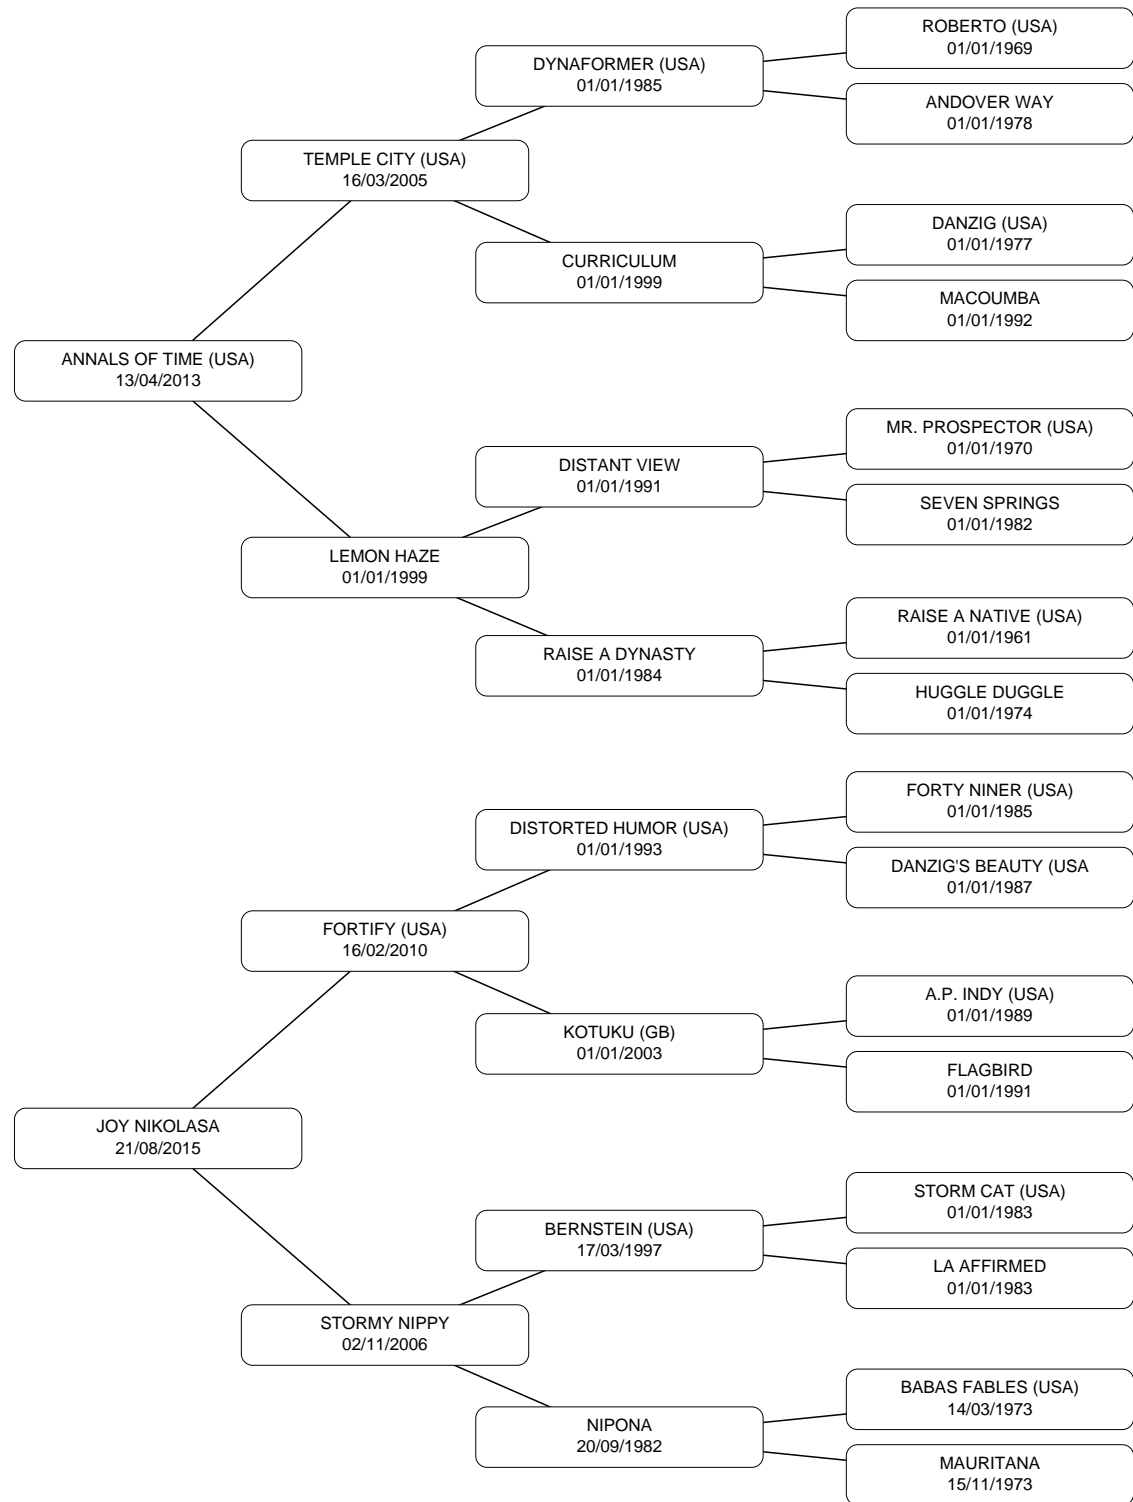 ROBERTO (USA)
01/01/1969
DYNAFORMER (USA)
01/01/1985
ANDOVER WAY
01/01/1978
TEMPLE CITY (USA)
16/03/2005
DANZIG (USA)
01/01/1977
CURRICULUM
01/01/1999
MACOUMBA
01/01/1992
ANNALS OF TIME (USA)
13/04/2013
MR. PROSPECTOR (USA)
01/01/1970
DISTANT VIEW
01/01/1991
SEVEN SPRINGS
01/01/1982
LEMON HAZE
01/01/1999
RAISE A NATIVE (USA)
01/01/1961
RAISE A DYNASTY
01/01/1984
HUGGLE DUGGLE
01/01/1974
FORTY NINER (USA)
01/01/1985
DISTORTED HUMOR (USA)
01/01/1993
DANZIG'S BEAUTY (USA
01/01/1987
FORTIFY (USA)
16/02/2010
A.P. INDY (USA)
01/01/1989
KOTUKU (GB)
01/01/2003
FLAGBIRD
01/01/1991
JOY NIKOLASA
21/08/2015
STORM CAT (USA)
01/01/1983
BERNSTEIN (USA)
17/03/1997
LA AFFIRMED
01/01/1983
STORMY NIPPY
02/11/2006
BABAS FABLES (USA)
14/03/1973
NIPONA
20/09/1982
MAURITANA
15/11/1973